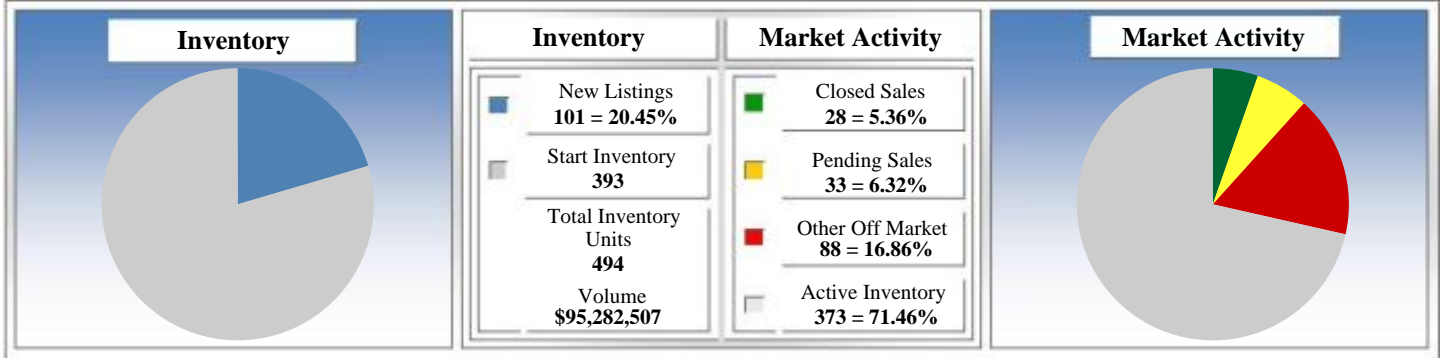 Inventory
Inventory
Market Activity
Market Activity
New Listings
101 = 20.45%
Start Inventory
393
Total Inventory
Units
494
Volume
$95,282,507
Closed Sales
28 = 5.36%
Pending Sales
33 = 6.32%
Other Off Market
88 = 16.86%
Active Inventory
373 = 71.46%